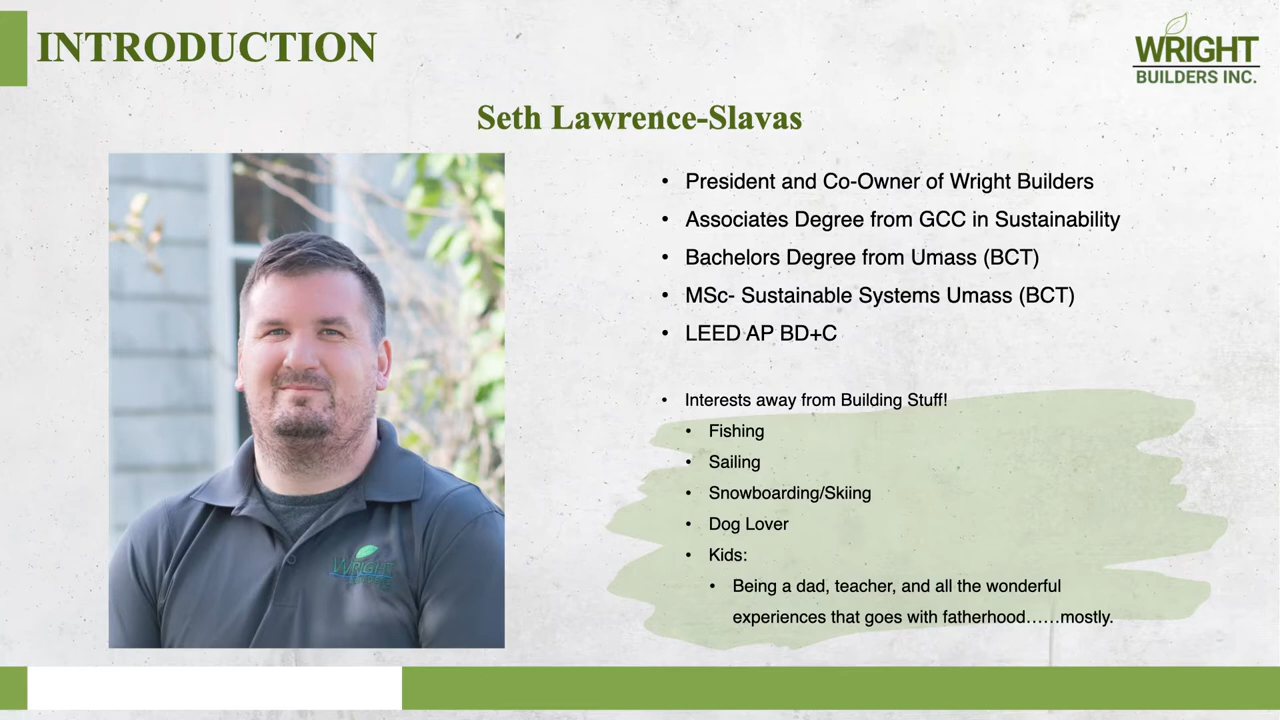 INTRODUCTION
WRIGHT
BUILDERS INC.
Seth Lawrence-Slavas
• President and Co-Owner of Wright Builders
• Associates Degree from GCC in Sustainability
• Bachelors Degree from Umass (BCT)
• MSc- Sustainable Systems Umass (BCT)
• LEED AP BD+C
• Interests away from Building Stuff!
• Fishing
• Sailing
• Snowboarding/Skiing
• Dog Lover
• Kids:
• Being a dad, teacher, and all the wonderful
experiences that goes with fatherhood……mostly.
WRIGHT